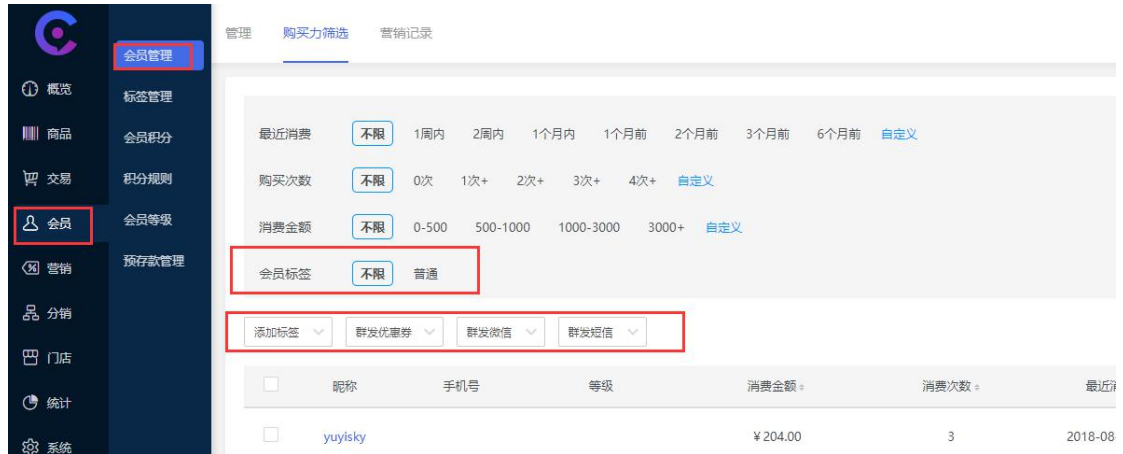 管理 购买力筛选 营销记录
会员管理
标签管理
会员积分
积分规则
会员等级
预存款管理
概览
商品
交易
会员
营销
分销
门店
统计
系统
最近消费 不限 1周内 2周内 1个月内 1个月前 2个月前 3个月前 6个月前 自定义
购买次数 不限 0次 1次+ 2次+ 3次+ 4次+ 自定义
消费金额 不限 0-500 500-1000 1000-3000 3000+ 自定义
会员标签 不限 普通
添加标签 群发优惠券 群发微信 群发短信
昵称 手机号 等级 消费金额 消费次数 最近
yuyisky ¥204.00 3 2018-08